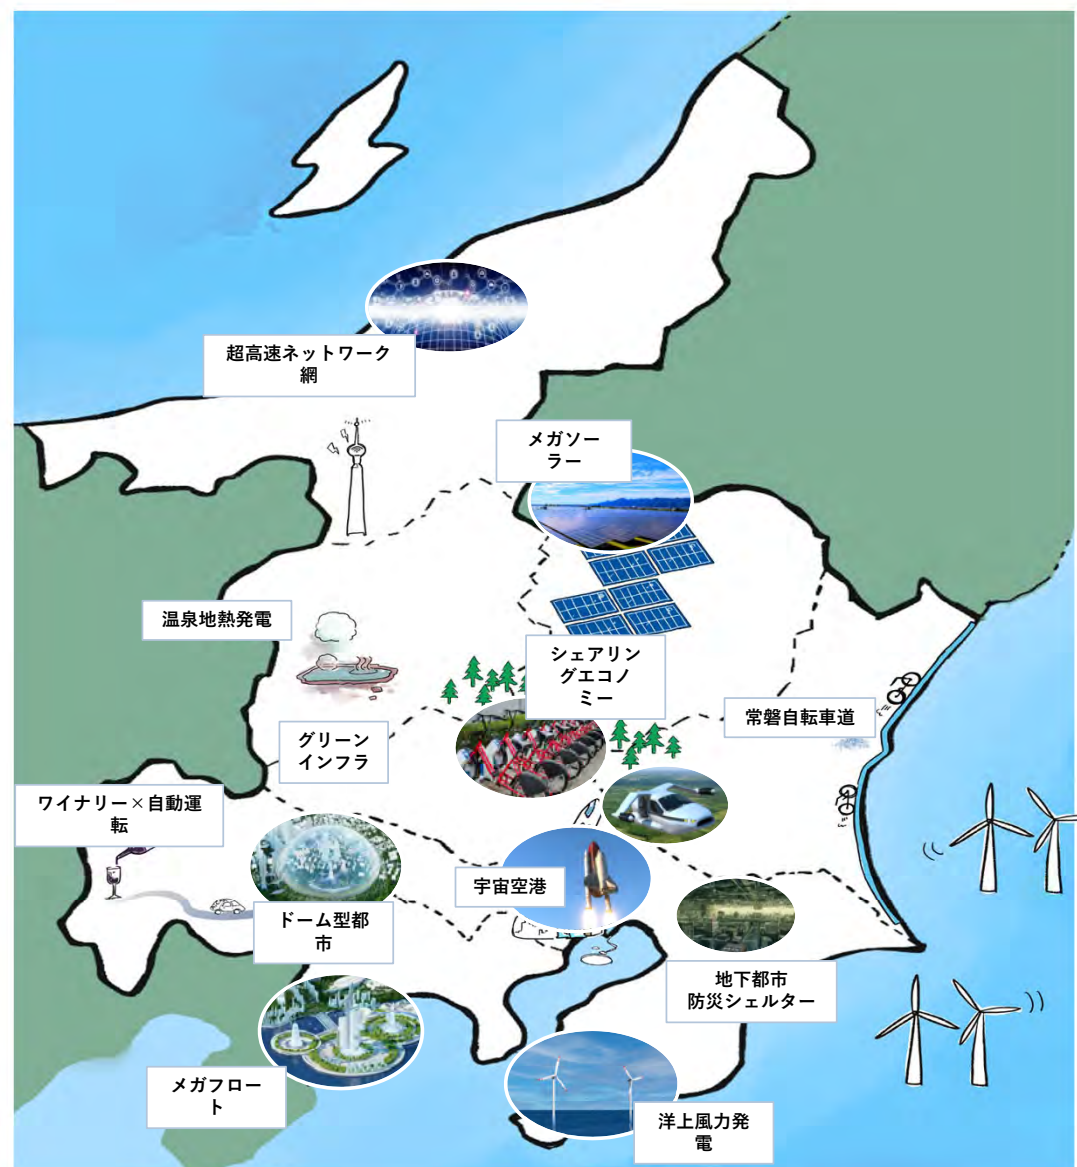 超高速ネットワーク
網
メガソー
ラー
温泉地熱発電
シェアリン
グエコノ
ミー
常磐自転車道
グリーン
インフラ
ワイナリー×自動運
転
宇宙空港
ドーム型都
市
地下都市
防災シェルター
メガフロー
ト
洋上風力発
電